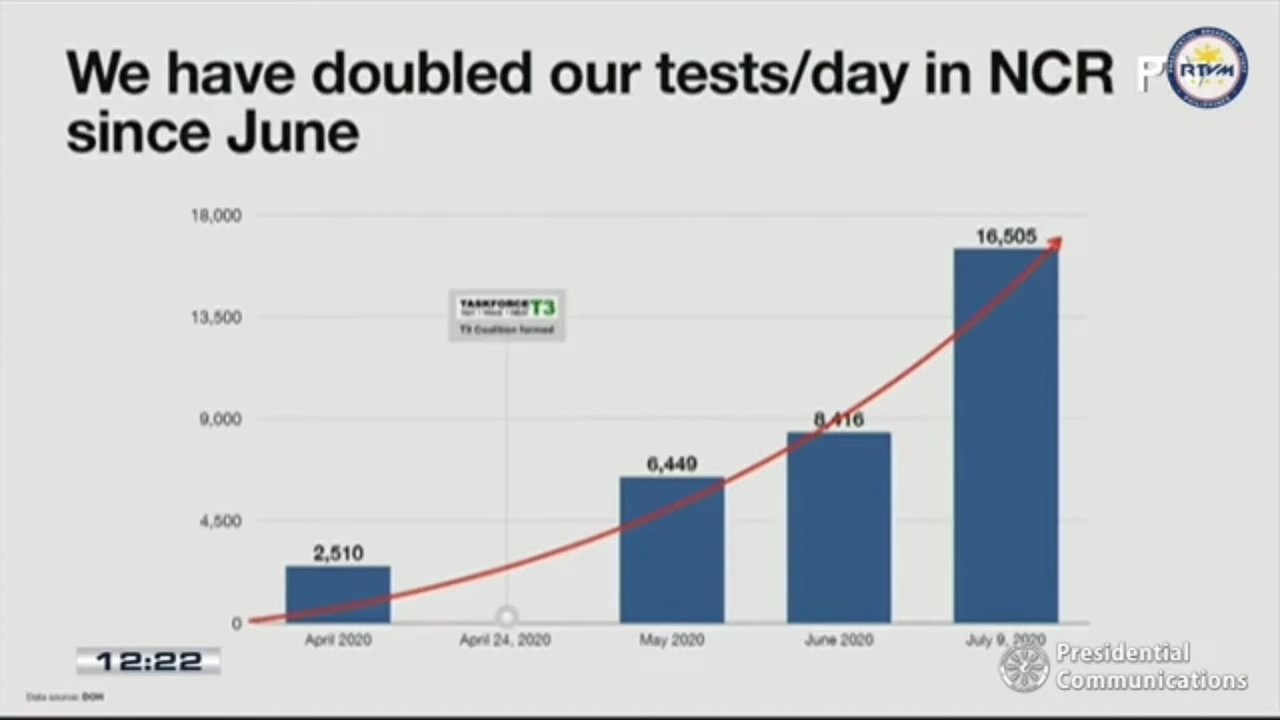 We have doubled our tests/day in NCR
since June
P
RTVM
18,000
16,505
TASKFORCE T3
T3 Coalition formed
13,500
9,000
8,416
6,449
4,500
2,510
0
April 2020
April 24, 2020
May 2020
June 2020
July 9, 2020
12:22
Presidential
Communications
Data source: DOH